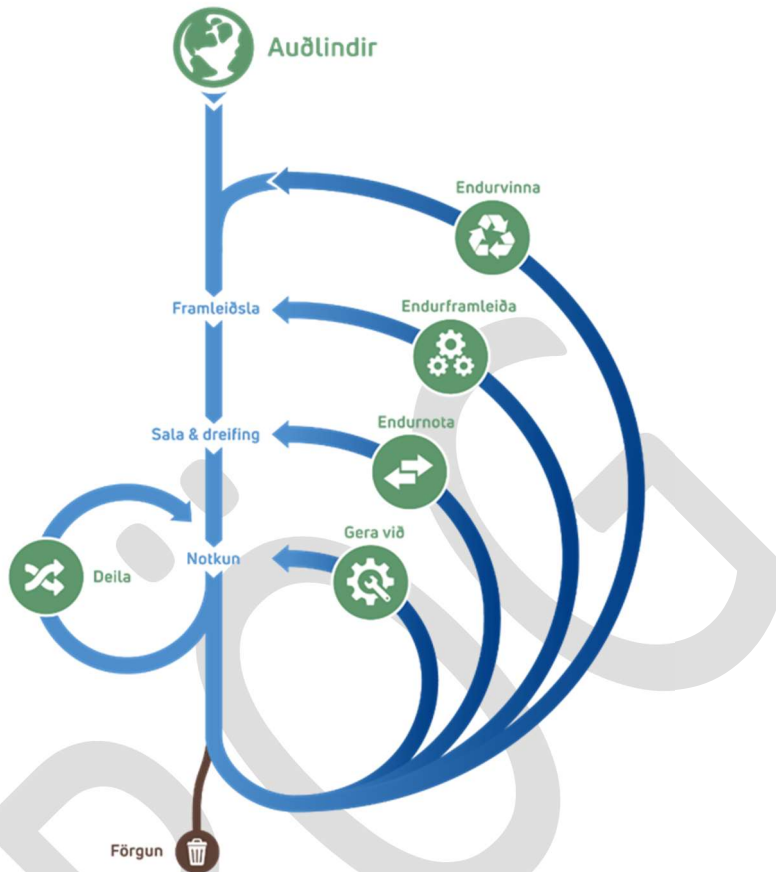 Auðlindir
Endurvinna
Framleiðsla
Endurframleiða
Sala & dreifing
Endurnota
Gera við
Notkun
Deila
Förgun